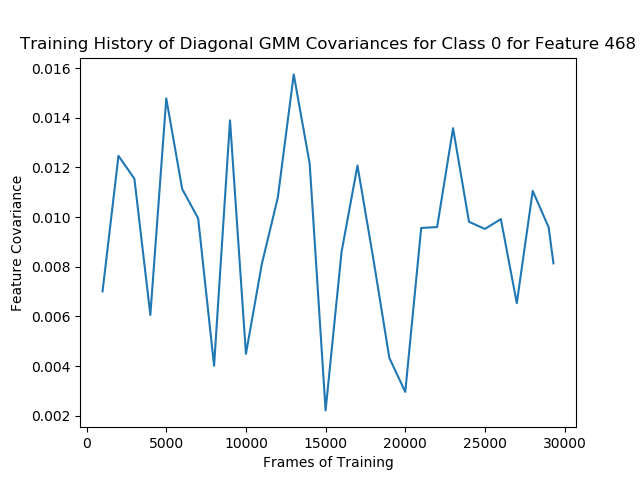 Training History of Diagonal GMM Covariances for Class 0 for Feature 468
0.016
0.014
0.012
0.010
0.008
0.006
0.004
0.002
Feature Covariance
0 5000 10000 15000 20000 25000 30000
Frames of Training